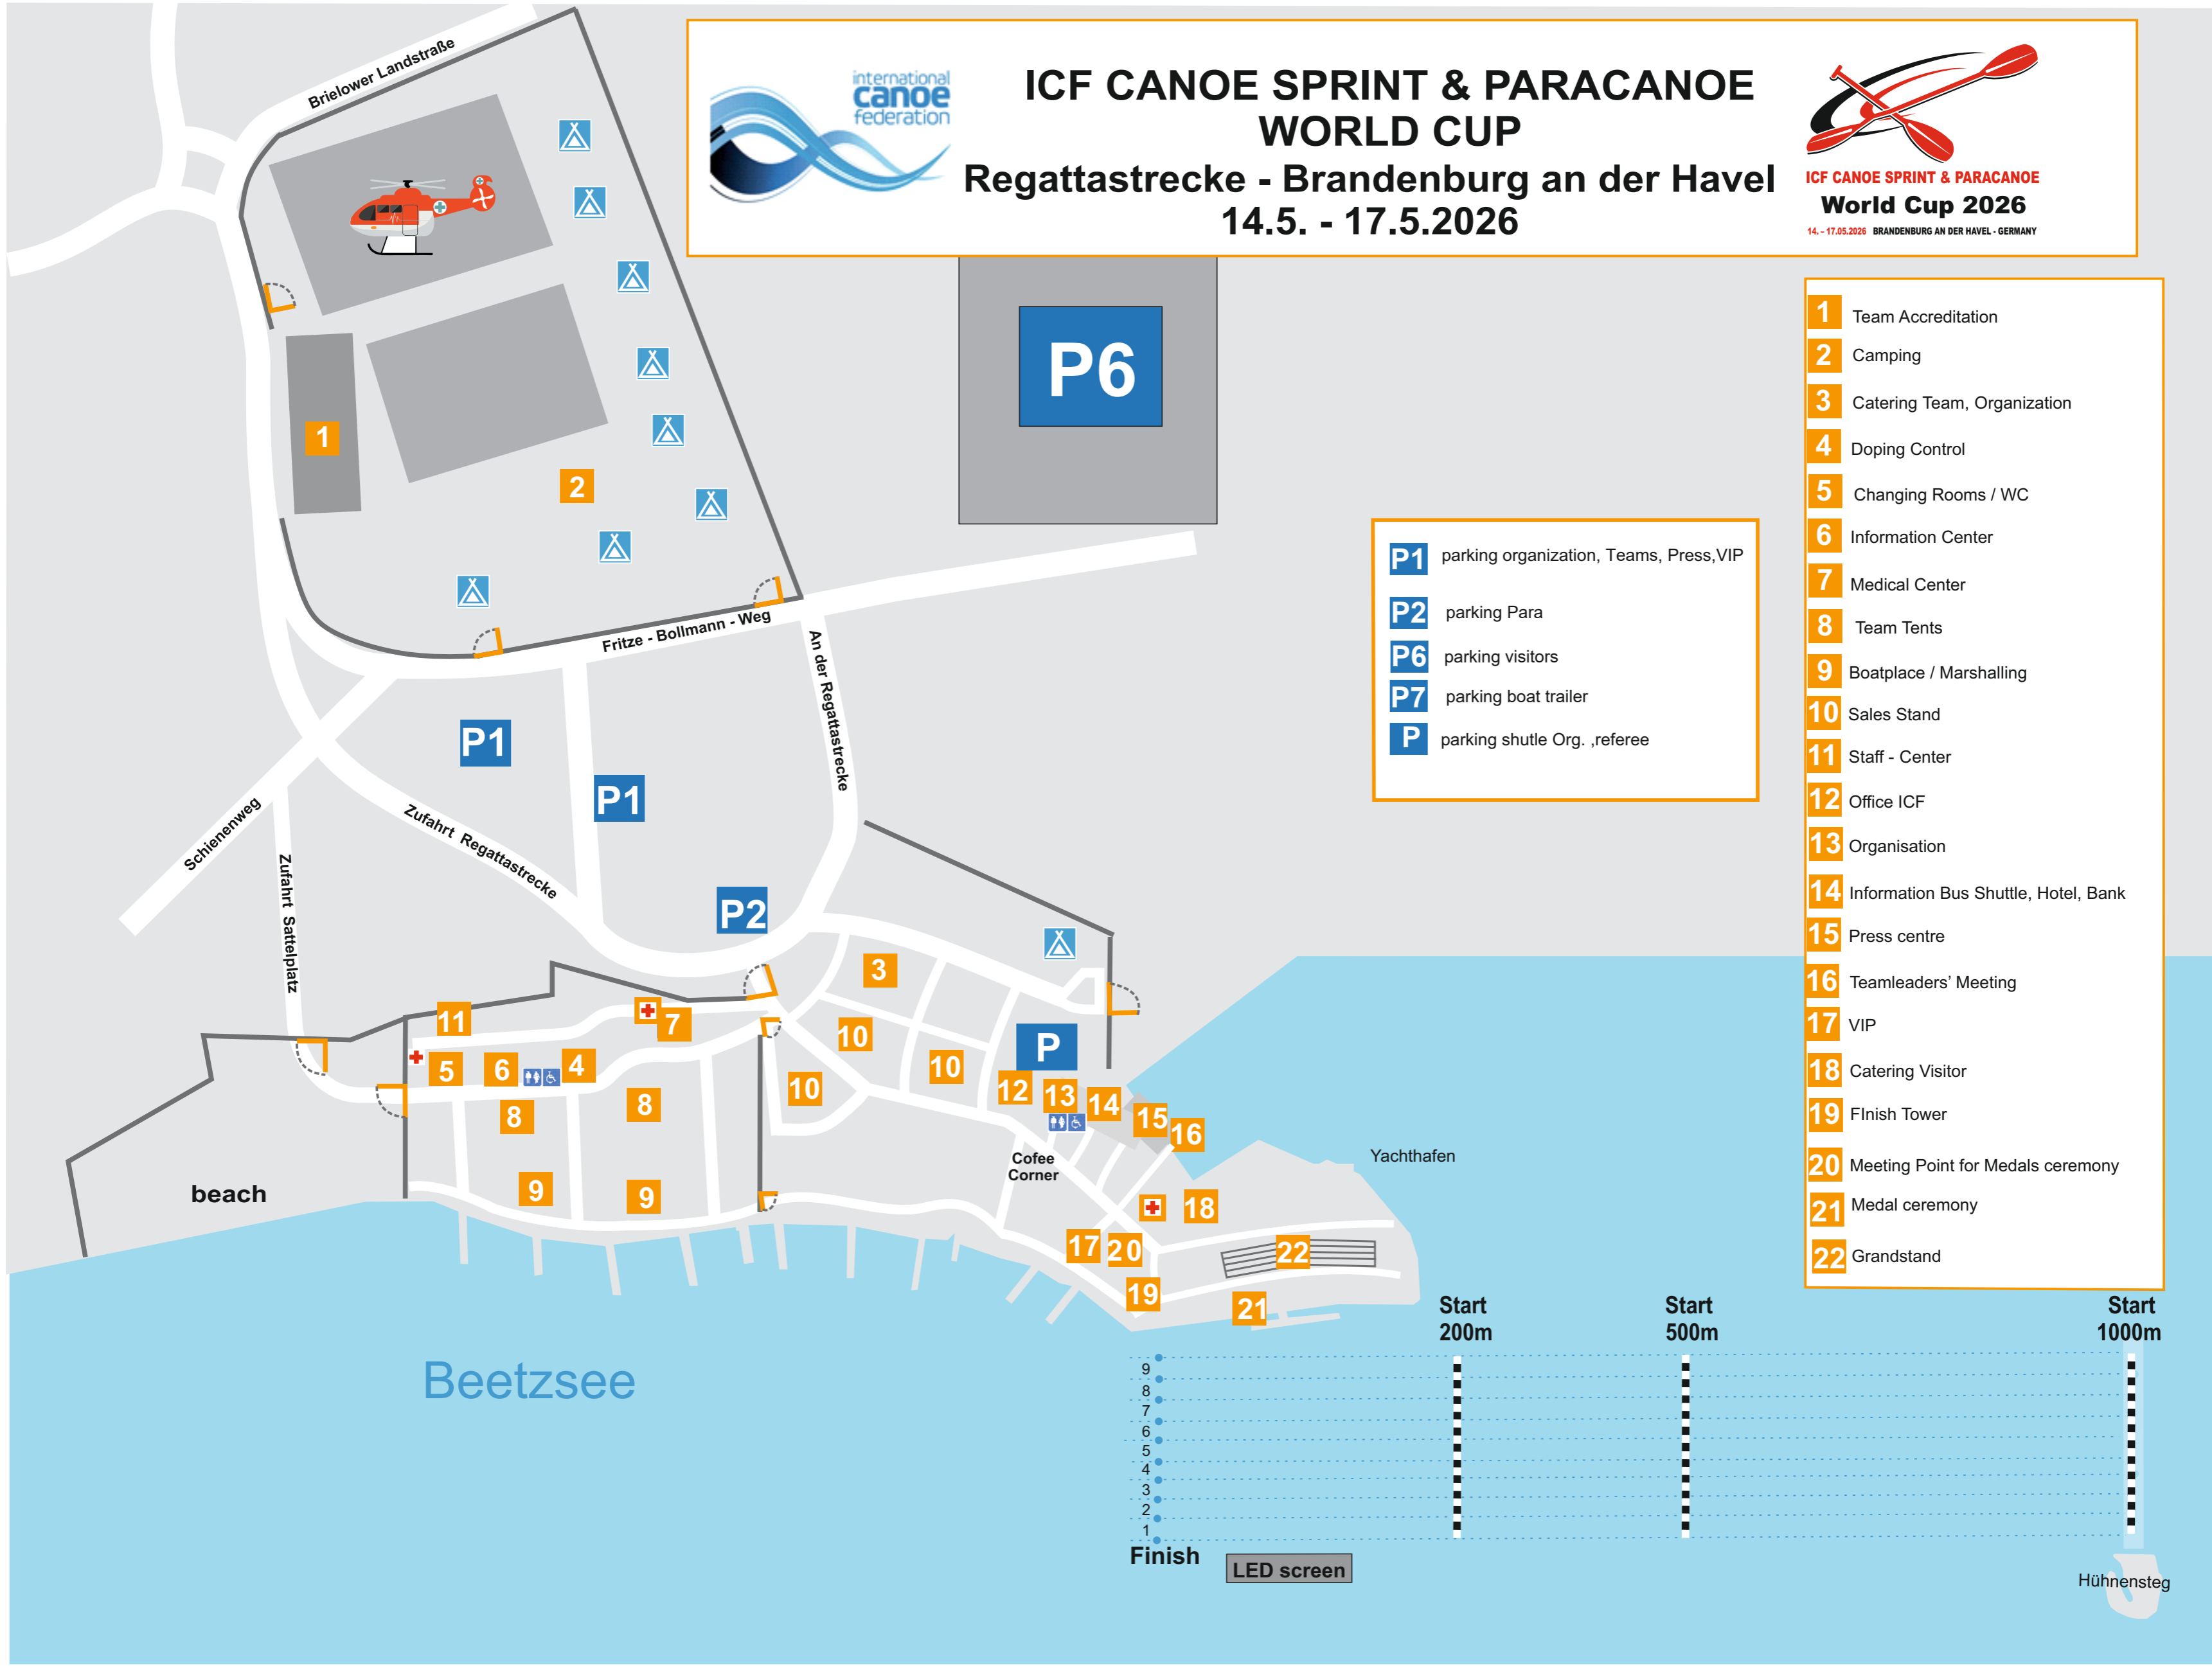 international
canoe
federation
ICF CANOE SPRINT & PARACANOE
WORLD CUP
Regattastrecke - Brandenburg an der Havel
14.5. - 17.5.2026
ICF CANOE SPRINT & PARACANOE
World Cup 2026
14. - 17.05.2026 BRANDENBURG AN DER HAVEL - GERMANY
1 Team Accreditation
2 Camping
3 Catering Team, Organization
4 Doping Control
5 Changing Rooms / WC
6 Information Center
7 Medical Center
8 Team Tents
9 Boatplace / Marshalling
10 Sales Stand
11 Staff - Center
12 Office ICF
13 Organisation
14 Information Bus Shuttle, Hotel, Bank
15 Press centre
16 Teamleaders' Meeting
17 VIP
18 Catering Visitor
19 FInish Tower
20 Meeting Point for Medals ceremony
21 Medal ceremony
22 Grandstand
P1 parking organization, Teams, Press,VIP
P2 parking Para
P6 parking visitors
P7 parking boat trailer
P parking shutle Org. ,referee
Brielower Landstraße
P6
1
2
Fritze - Bollmann - Weg
An der Regattastrecke
P1
P1
Schienenweg
Zufahrt Regattastrecke
Zufahrt Sattelplatz
P2
3
11
7
10
P
5
6
4
10
10
12
13
14
15
16
8
8
Cofee
Corner
Yachthafen
beach
9
9
18
17
20
22
19
21
Start
200m
Start
500m
Start
1000m
Beetzsee
9
8
7
6
5
4
3
2
1
Finish
LED screen
Hühnensteg